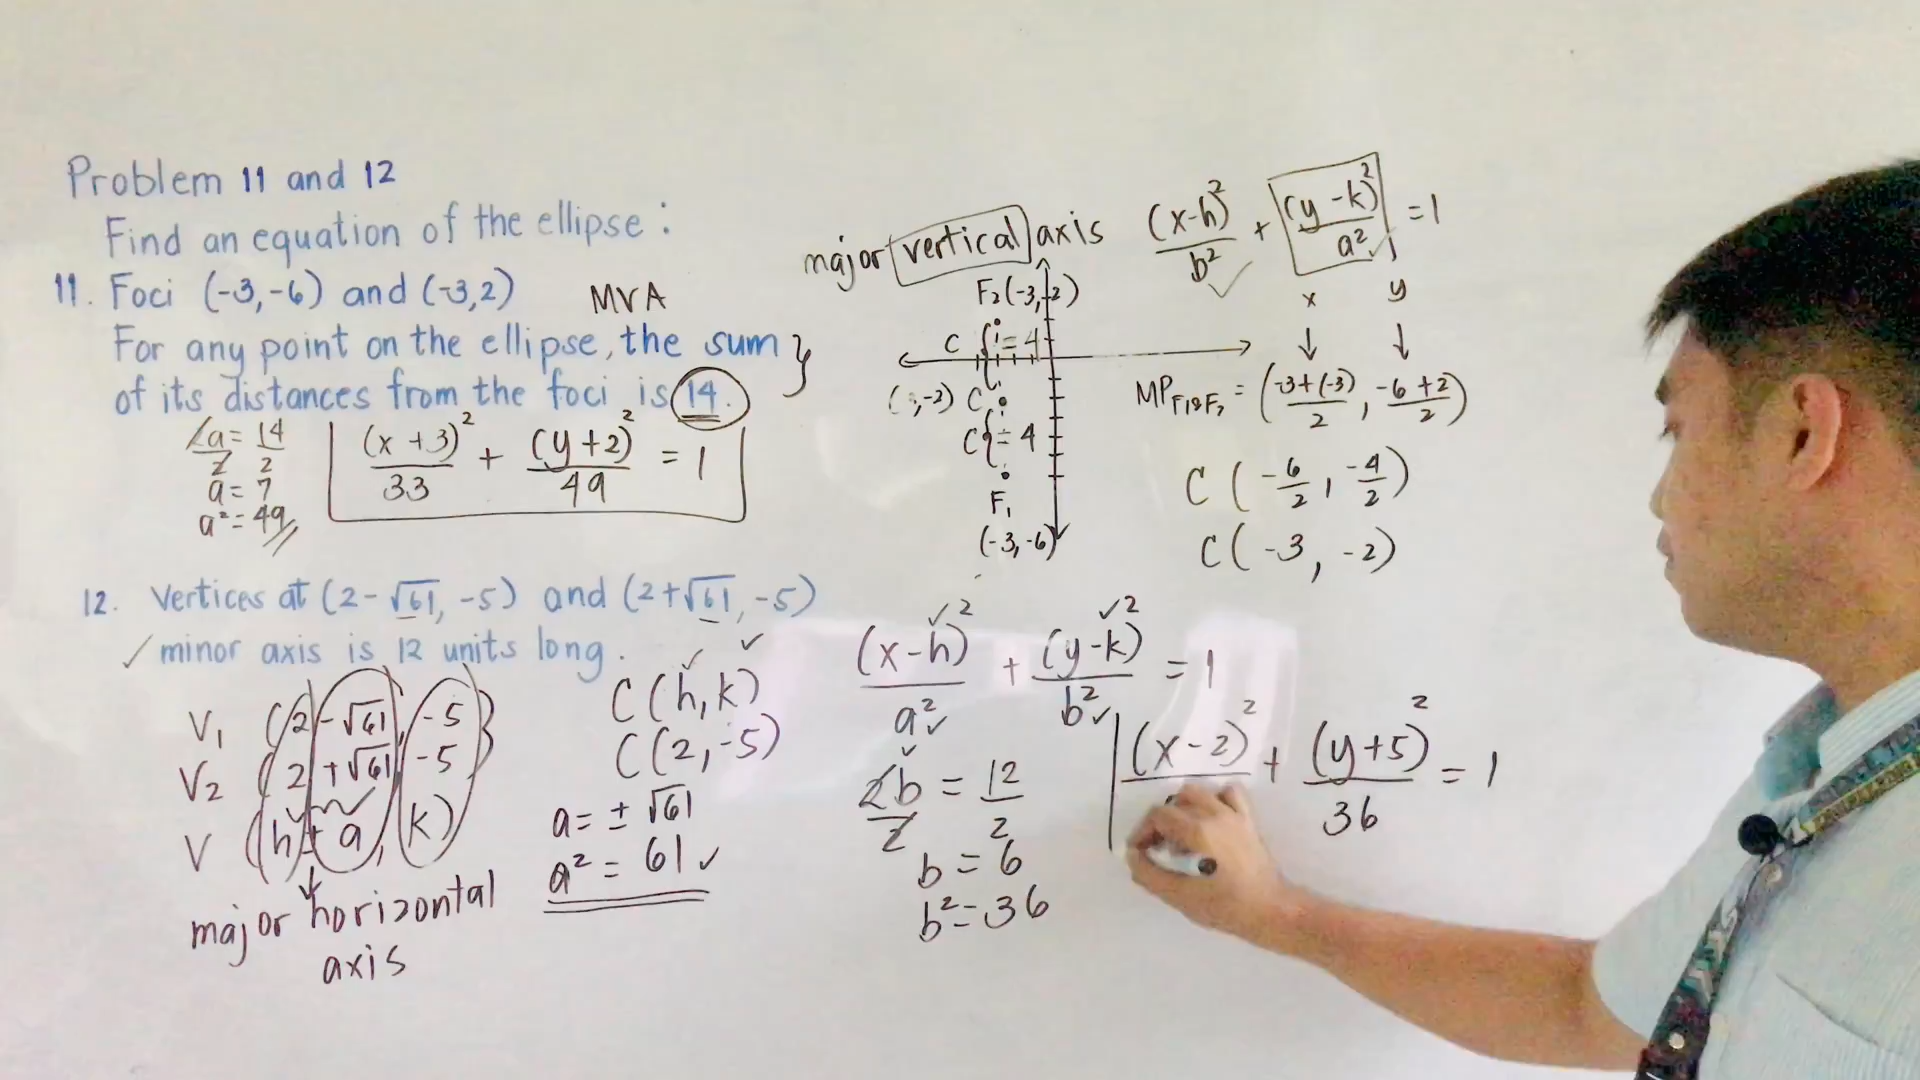 Problem 11 and 12
Find an equation of the ellipse:
11. Foci (-3,-6) and (-3,2) MVA
For any point on the ellipse, the sum }
of its distances from the foci is 14.
2a/2 = 14/2
a = 7
a² = 49
(x+3)²/33 + (y+2)²/49 = 1
major vertical axis
(x-h)²/b² + (y-k)²/a² = 1
x y
↓ ↓
F₂(-3,2)
C { = 4
(,-2) C
C { = 4
F₁
(-3,-6)
MP F₁&F₂ = (-3+(-3)/2, -6+2/2)
C(-6/2, -4/2)
C(-3, -2)
12. Vertices at (2-√61, -5) and (2+√61, -5)
✓ minor axis is 12 units long.
V₁ (2 -√61, -5)
V₂ (2 +√61, -5)
V (h ± a, k)
major horizontal
axis
C(h,k)
C(2,-5)
a = ± √61
a² = 61 ✓
(x-h)²/a² + (y-k)²/b² = 1
2b/2 = 12/2
b = 6
b² = 36
(x-2)² + (y+5)²/36 = 1